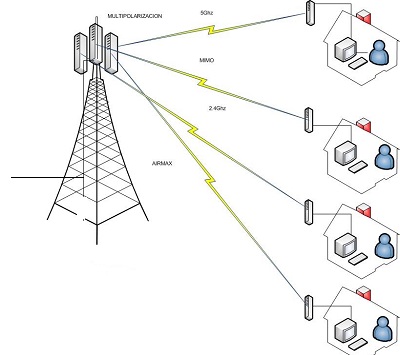 MULTIPOLARIZACION
5Ghz
MIMO
2.4Ghz
AIRMAX